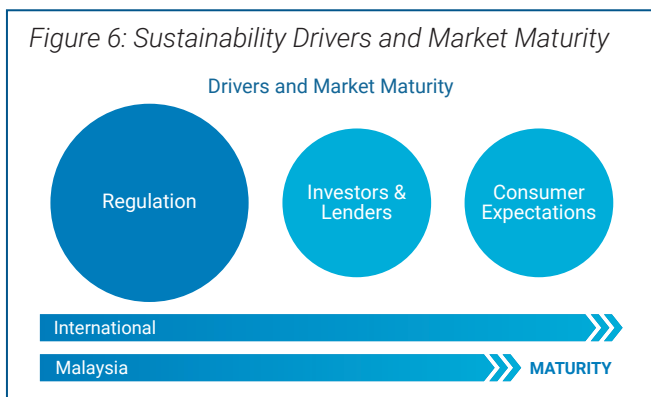 Figure 6: Sustainability Drivers and Market Maturity
Drivers and Market Maturity
Regulation
Investors &
Lenders
Consumer
Expectations
International
Malaysia
MATURITY